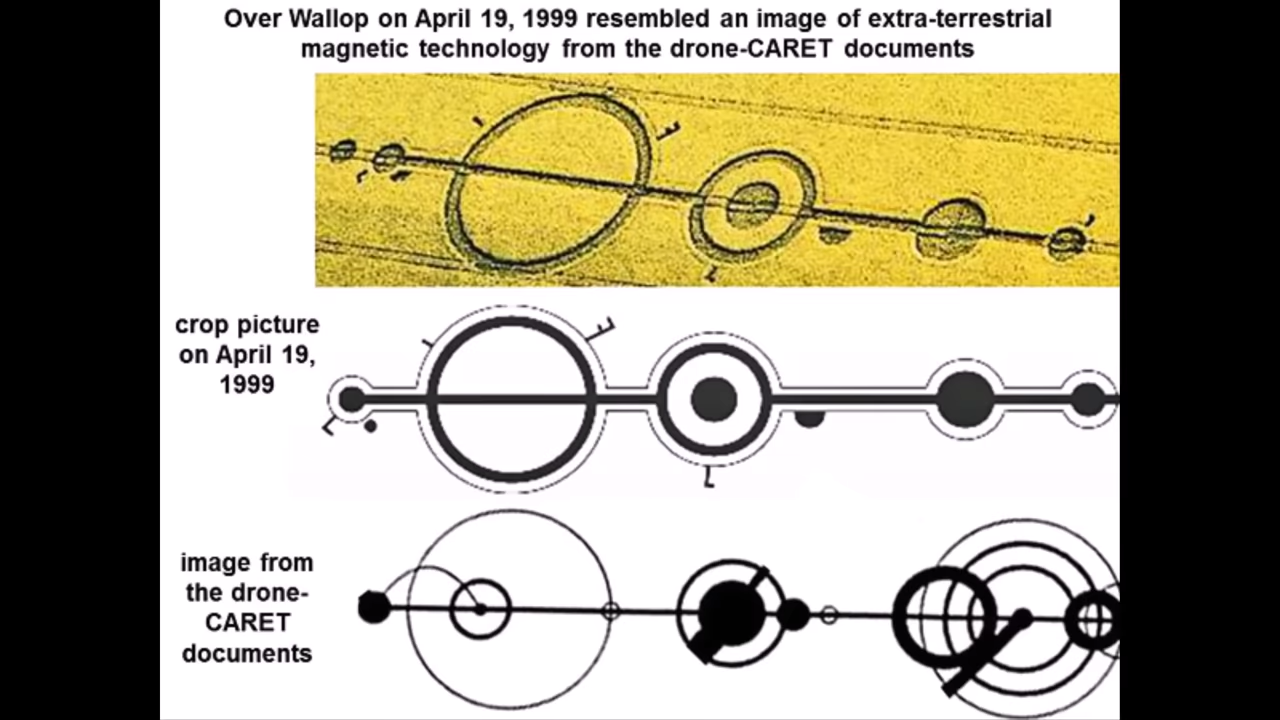 Over Wallop on April 19, 1999 resembled an image of extra-terrestrial
magnetic technology from the drone-CARET documents
crop picture
on April 19,
1999
image from
the drone-
CARET
documents